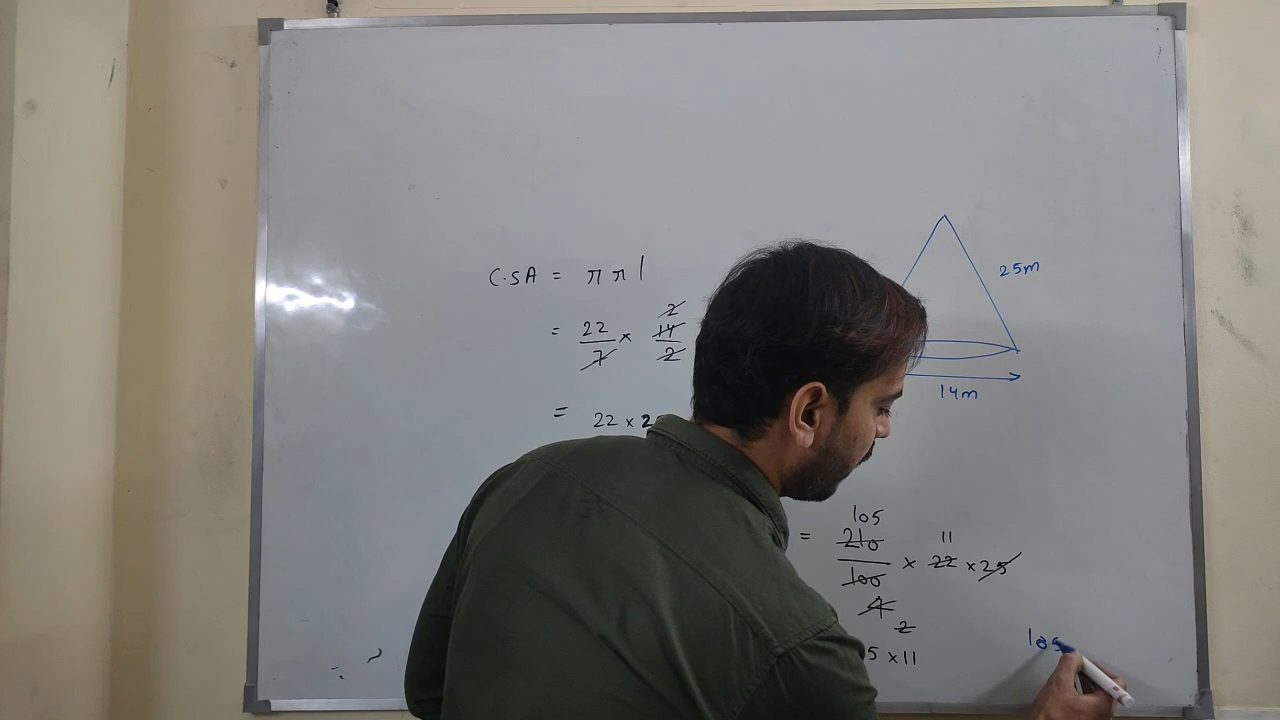 C.S.A = π r l
= 22/7 × 14/2 2
= 22 × 2
25m
14m
105
= 210/100 × 22 × 25
11
4
2
5 × 11
105